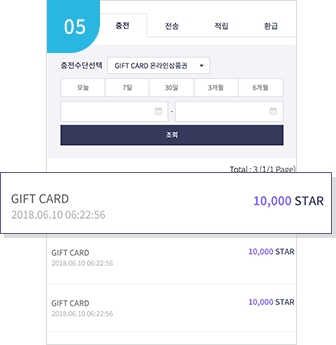 05
충전 전송 적립 환급
충전수단선택 GIFT CARD 온라인상품권
오늘 7일 30일 3개월 6개월
-
조회
Total : 3 (1/1 Page)
GIFT CARD 10,000 STAR
2018.06.10 06:22:56
GIFT CARD 10,000 STAR
2018.06.10 06:22:56
GIFT CARD 10,000 STAR
2018.06.10 06:22:56